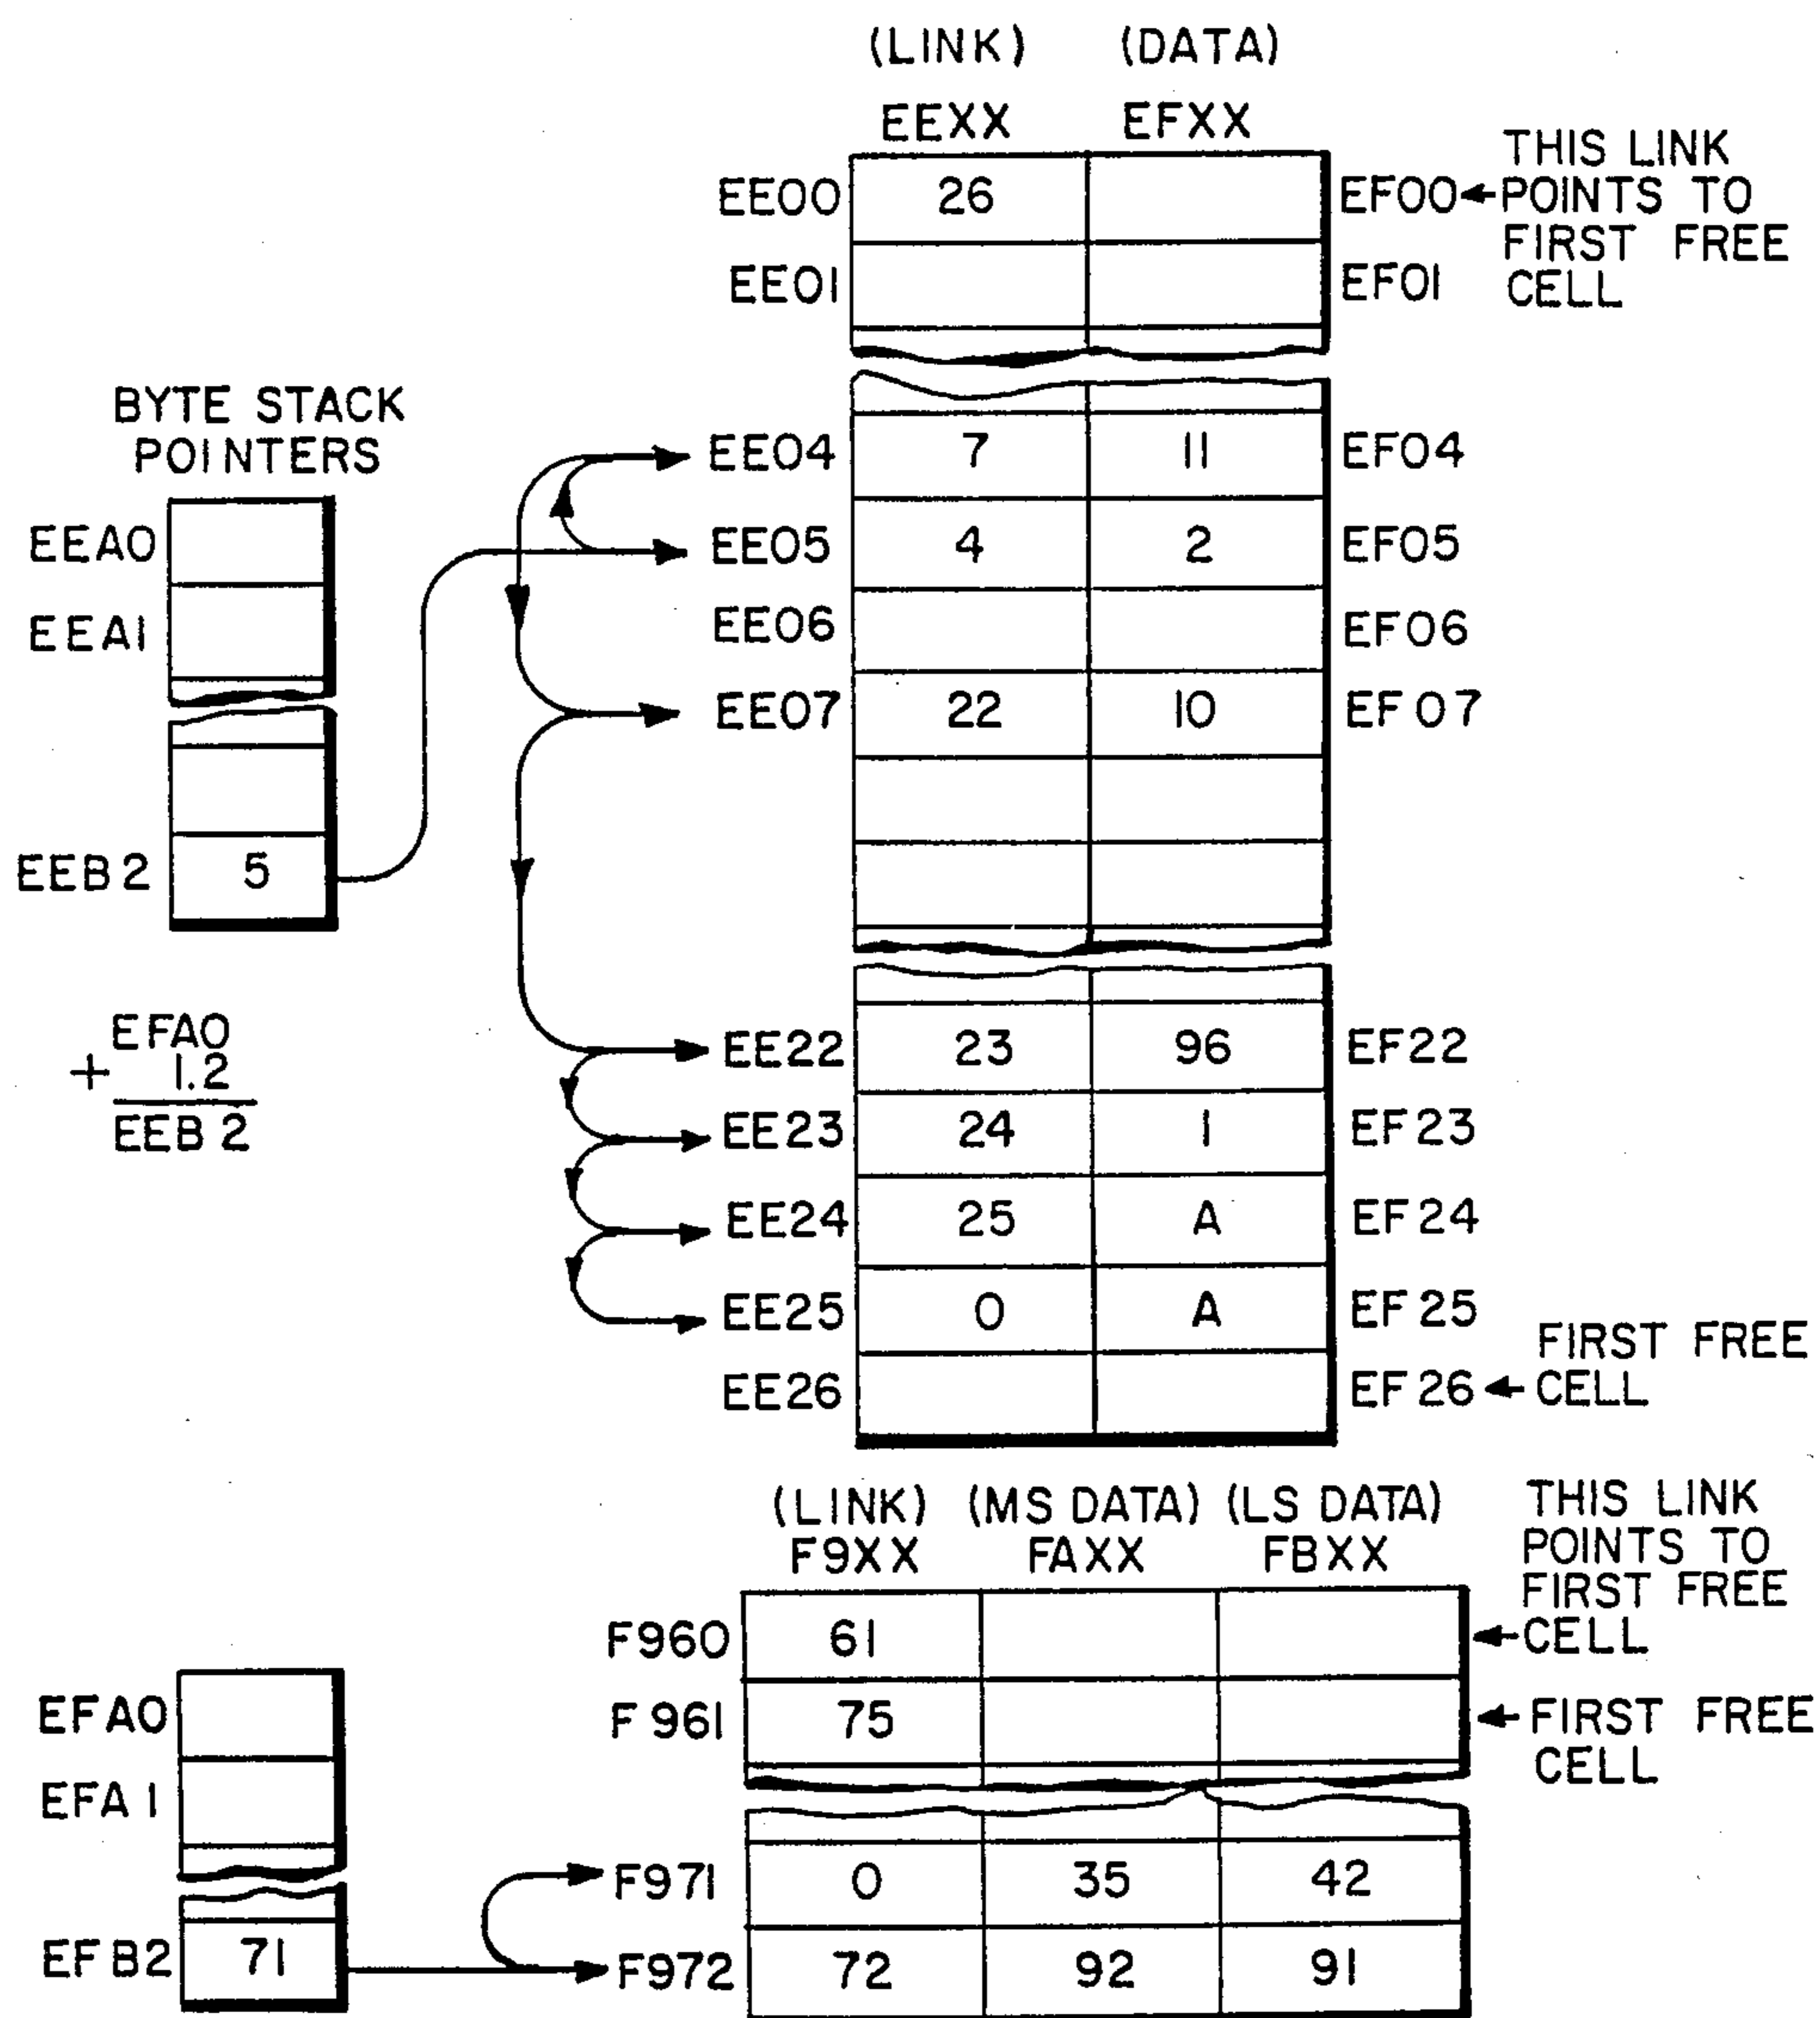 (LINK) (DATA)
EEXX EFXX
EE00 26 EF00
THIS LINK
POINTS TO
FIRST FREE
CELL
EE01 EF01
BYTE STACK
POINTERS
EEA0
EEA1
EEB2 5
EE04 7 11 EF04
EE05 4 2 EF05
EE06 EF06
EE07 22 10 EF07
EFA0
+ 1.2
EEB2
EE22 23 96 EF22
EE23 24 1 EF23
EE24 25 A EF24
EE25 0 A EF25
EE26 EF26
FIRST FREE
CELL
(LINK) (MS DATA) (LS DATA)
F9XX FAXX FBXX
THIS LINK
POINTS TO
FIRST FREE
CELL
F960 61
F961 75
FIRST FREE
CELL
EFA0
EFA1
EFB2 71
F971 0 35 42
F972 72 92 91